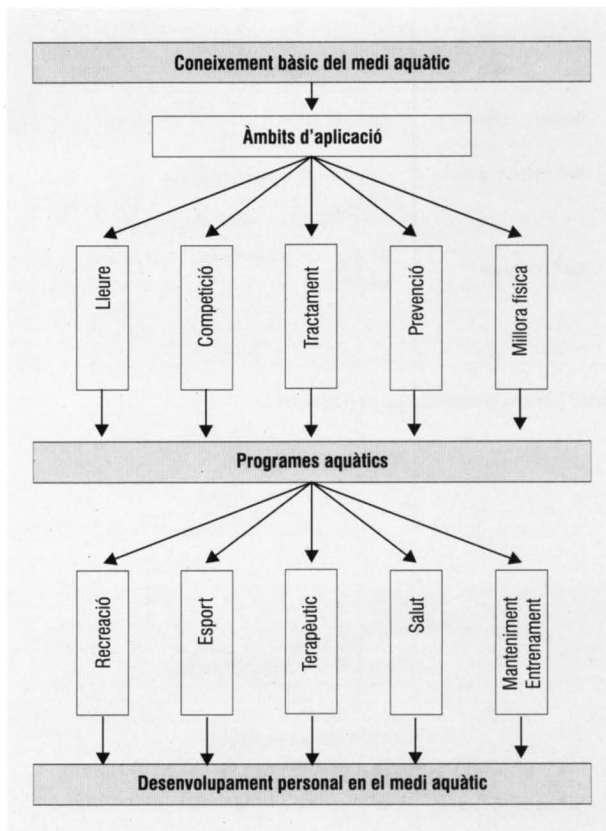 Coneixement bàsic del medi aquàtic
Àmbits d'aplicació
Lleure
Competició
Tractament
Prevenció
Millora física
Programes aquàtics
Recreació
Esport
Terapèutic
Salut
Manteniment
Entrenament
Desenvolupament personal en el medi aquàtic